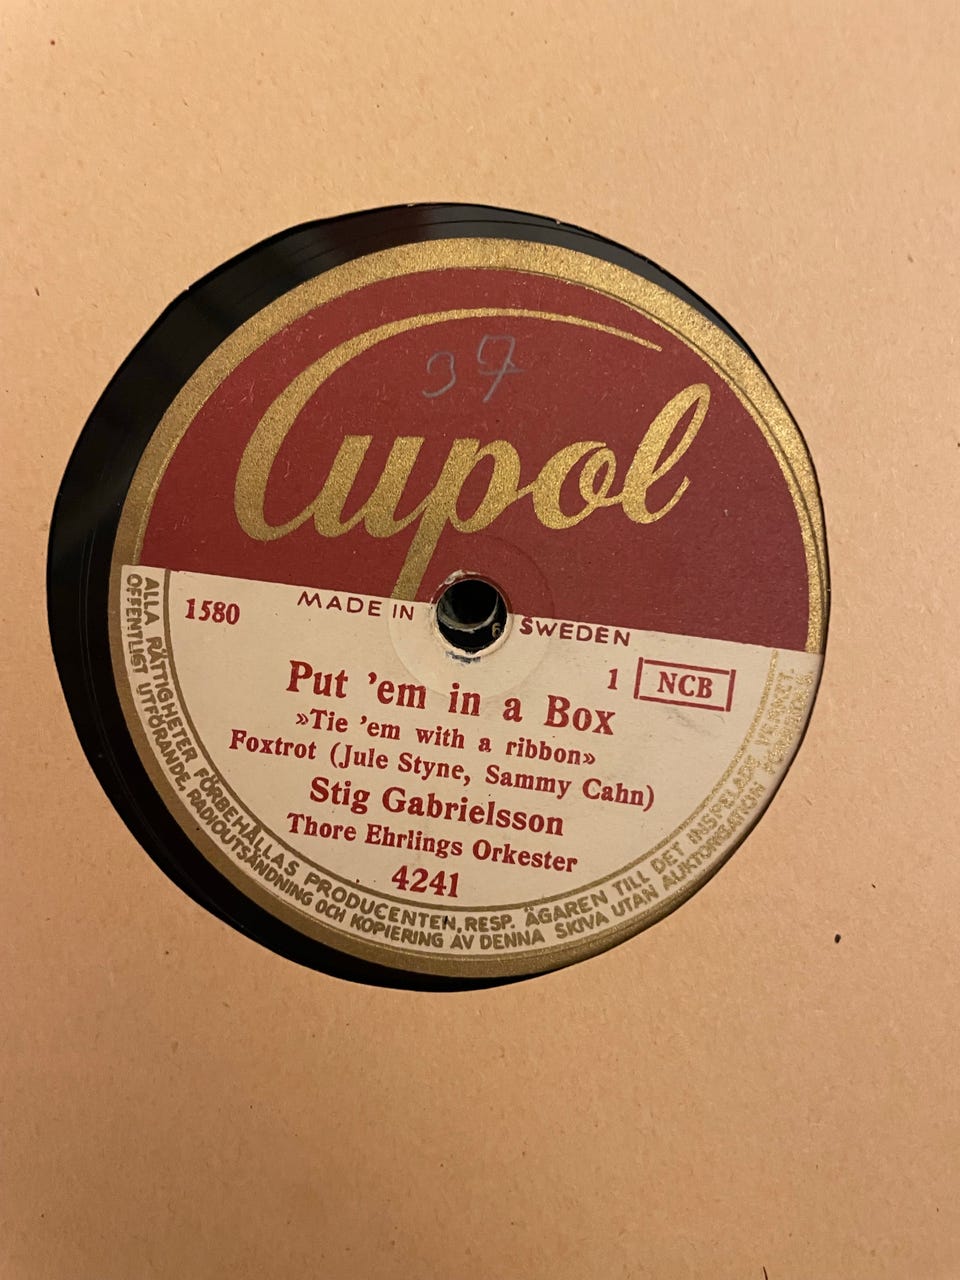 37
Cupol
MADE IN SWEDEN
1580
1 NCB
Put 'em in a Box
»Tie 'em with a ribbon»
Foxtrot (Jule Styne, Sammy Cahn)
Stig Gabrielsson
Thore Ehrlings Orkester
4241
ALLA RÄTTIGHETER FÖRBEHÅLLAS PRODUCENTEN, RESP. ÄGAREN TILL DET INSPELADE
OFFENTLIGT UTFÖRANDE, RADIOUTSÄNDNING OCH KOPIERING AV DENNA SKIVA UTAN AUKTORISATION